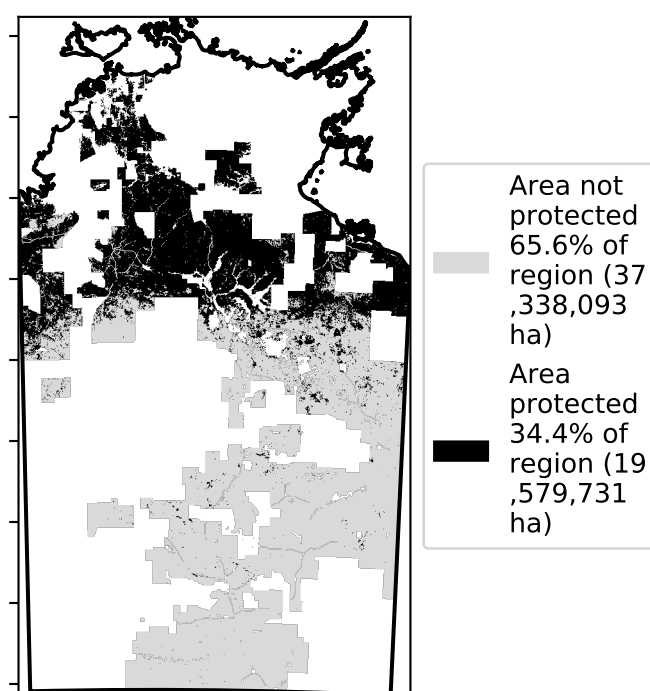 Area not
protected
65.6% of
region (37
,338,093
ha)
Area
protected
34.4% of
region (19
,579,731
ha)